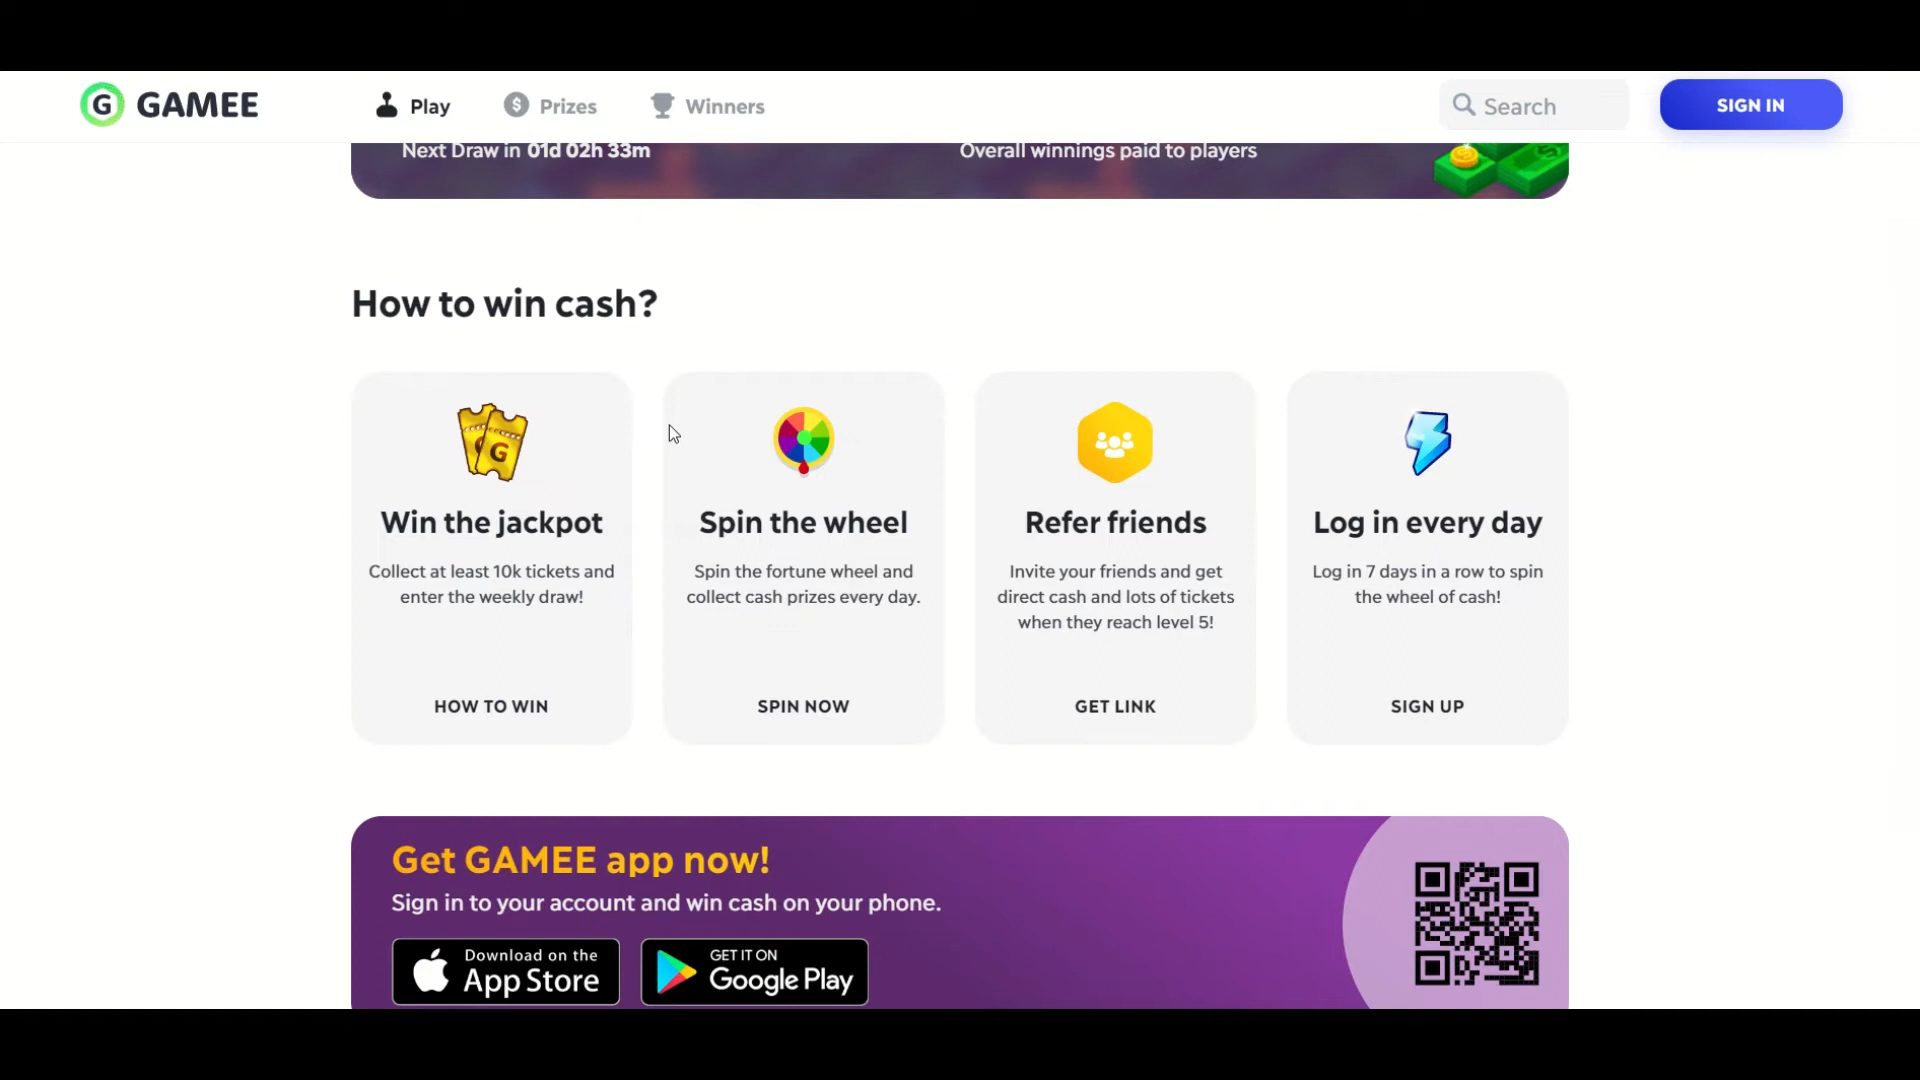 GAMEE
Play
Prizes
Winners
Search
SIGN IN
Next Draw in 01d 02h 33m
Overall winnings paid to players
How to win cash?
Win the jackpot
Collect at least 10k tickets and
enter the weekly draw!
HOW TO WIN
Spin the wheel
Spin the fortune wheel and
collect cash prizes every day.
SPIN NOW
Refer friends
Invite your friends and get
direct cash and lots of tickets
when they reach level 5!
GET LINK
Log in every day
Log in 7 days in a row to spin
the wheel of cash!
SIGN UP
Get GAMEE app now!
Sign in to your account and win cash on your phone.
Download on the
App Store
GET IT ON
Google Play